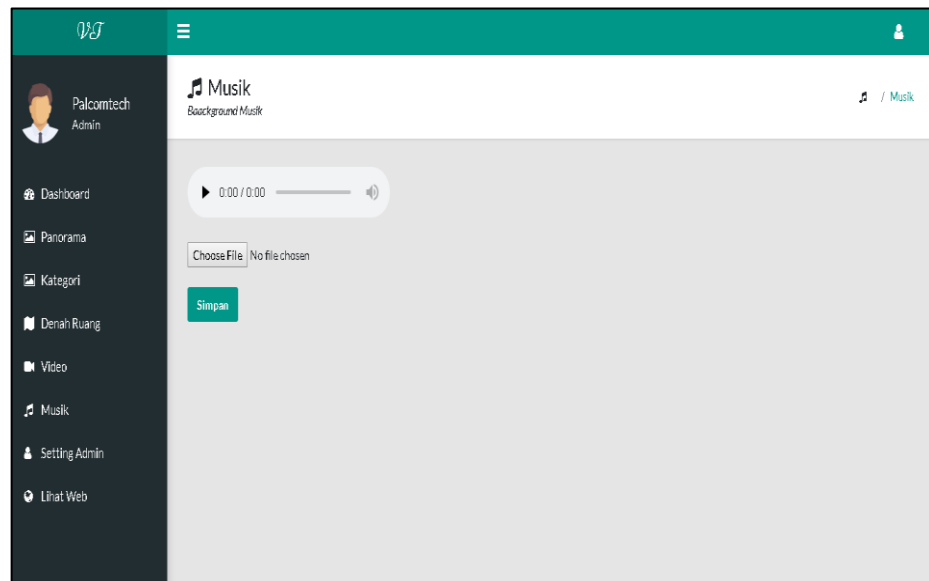 VT
Palcomtech
Admin
Dashboard
Panorama
Kategori
Denah Ruang
Video
Musik
Setting Admin
Lihat Web
Musik
Baackground Musik
/ Musik
0:00 / 0:00
Choose File No file chosen
Simpan